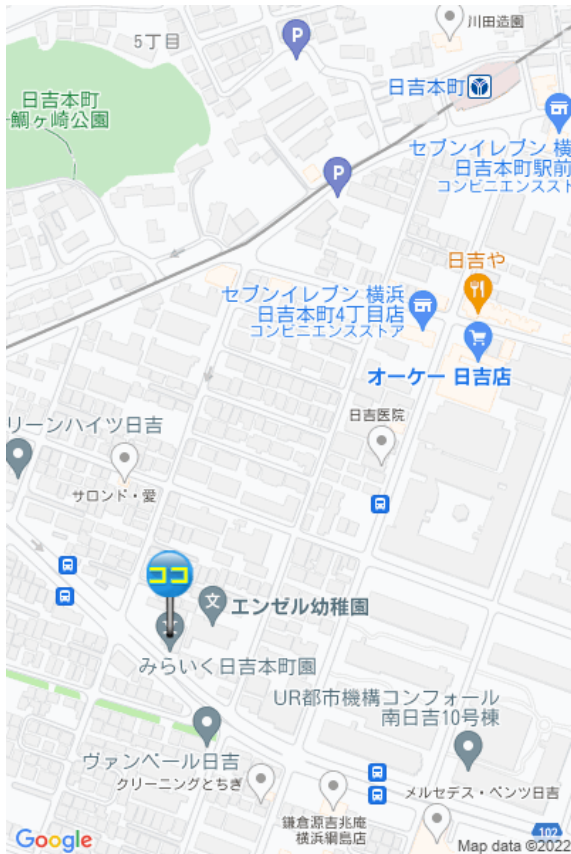 川田造園
5丁目
日吉本町
日吉本町
鯛ヶ崎公園
セブンイレブン 横
日吉本町駅前
コンビニエンススト
日吉や
セブンイレブン 横浜
日吉本町4丁目店
コンビニエンスストア
オーケー 日吉店
日吉医院
リーンハイツ日吉
サロンド・愛
ココ
エンゼル幼稚園
みらいく日吉本町園
UR都市機構コンフォール
南日吉10号棟
ヴァンベール日吉
クリーニングとちぎ
メルセデス・ベンツ日吉
鎌倉源吉兆庵
横浜綱島店
102
Google
Map data ©2022